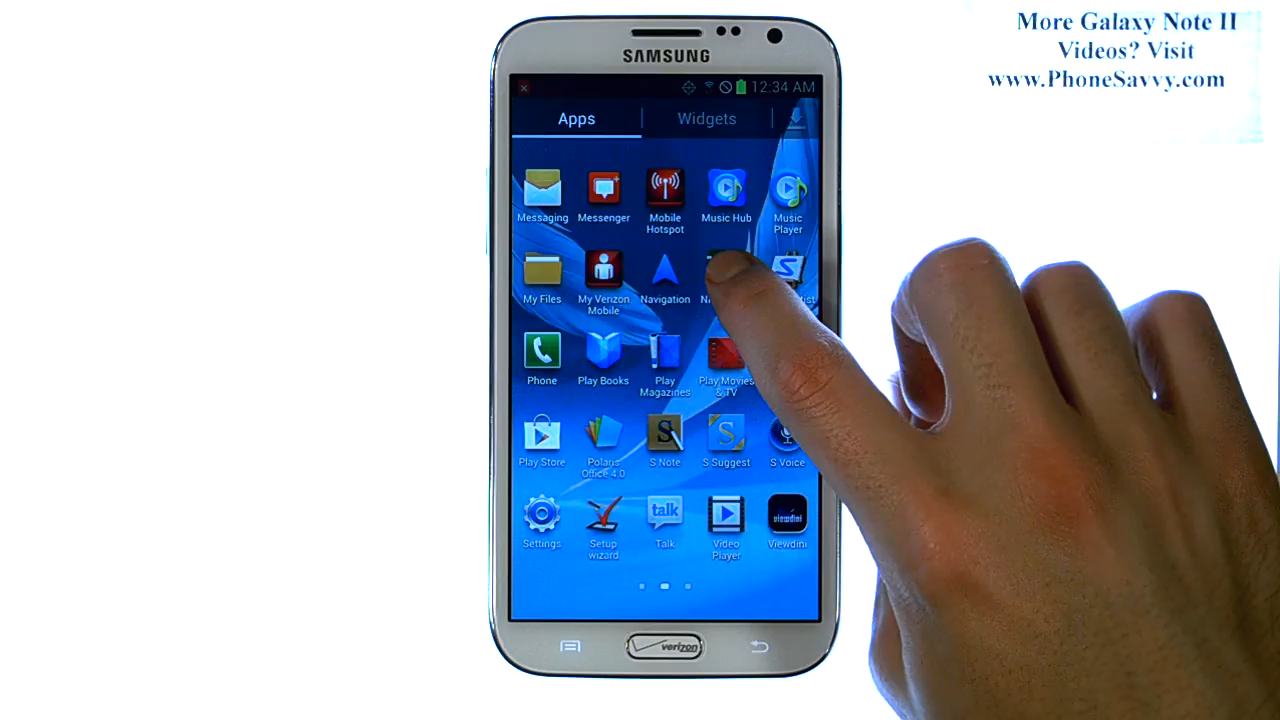 More Galaxy Note II
Videos? Visit
www.PhoneSavvy.com
SAMSUNG
12:34 AM
Apps
Widgets
Messaging
Messenger
Mobile
Hotspot
Music Hub
Music
Player
My Files
My Verizon
Mobile
Navigation
Phone
Play Books
Play
Magazines
Play Movies
& TV
Play Store
Polaris
Office 4.0
S
S Note
S
S Suggest
S Voice
Settings
Setup
wizard
talk
Talk
Video
Player
viewdini
Viewdini
verizon